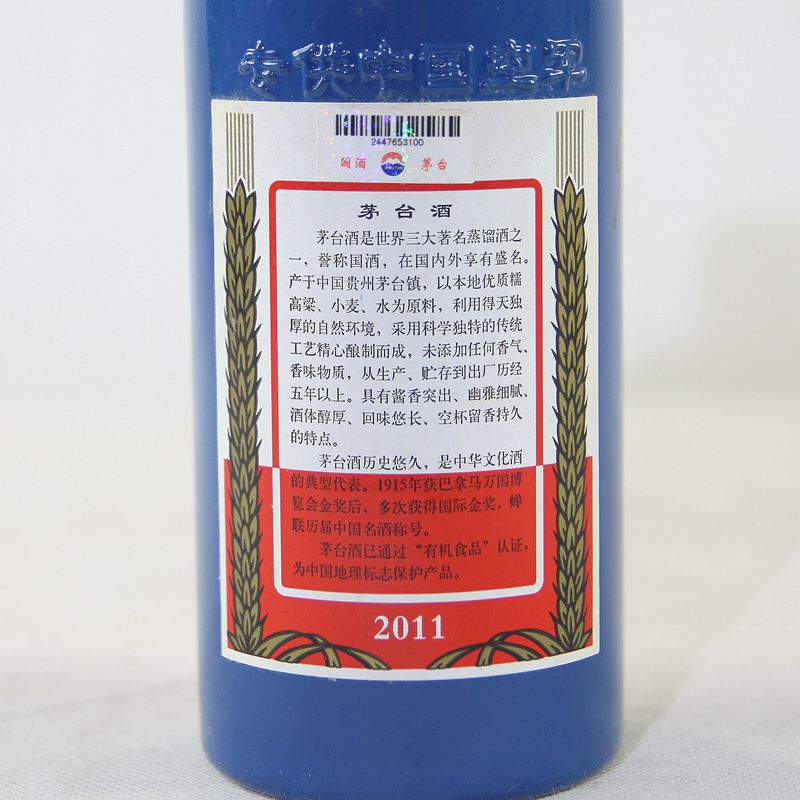 专供中国空军
2447653100
国酒 茅台
茅台酒
茅台酒是世界三大著名蒸馏酒之
一，誉称国酒，在国内外享有盛名。
产于中国贵州茅台镇，以本地优质糯
高粱、小麦、水为原料，利用得天独
厚的自然环境，采用科学独特的传统
工艺精心酿制而成，未添加任何香气、
香味物质，从生产、贮存到出厂历经
五年以上。具有酱香突出、幽雅细腻、
酒体醇厚、回味悠长、空杯留香持久
的特点。
茅台酒历史悠久，是中华文化酒
的典型代表。1915年获巴拿马万国博
览会金奖后，多次获得国际金奖，蝉
联历届中国名酒称号。
茅台酒已通过“有机食品”认证，
为中国地理标志保护产品。
2011